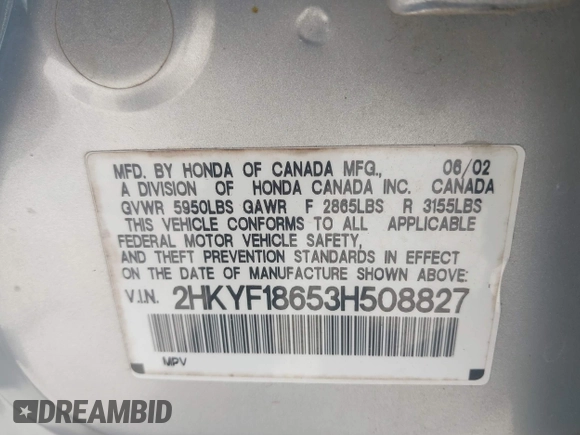 MFD. BY HONDA OF CANADA MFG., 06/02
A DIVISION OF HONDA CANADA INC. CANADA
GVWR 5950LBS GAWR F 2865LBS R 3155LBS
THIS VEHICLE CONFORMS TO ALL APPLICABLE
FEDERAL MOTOR VEHICLE SAFETY,
AND THEFT PREVENTION STANDARDS IN EFFECT
ON THE DATE OF MANUFACTURE SHOWN ABOVE.
V.I.N. 2HKYF18653H508827
MPV
DREAMBID